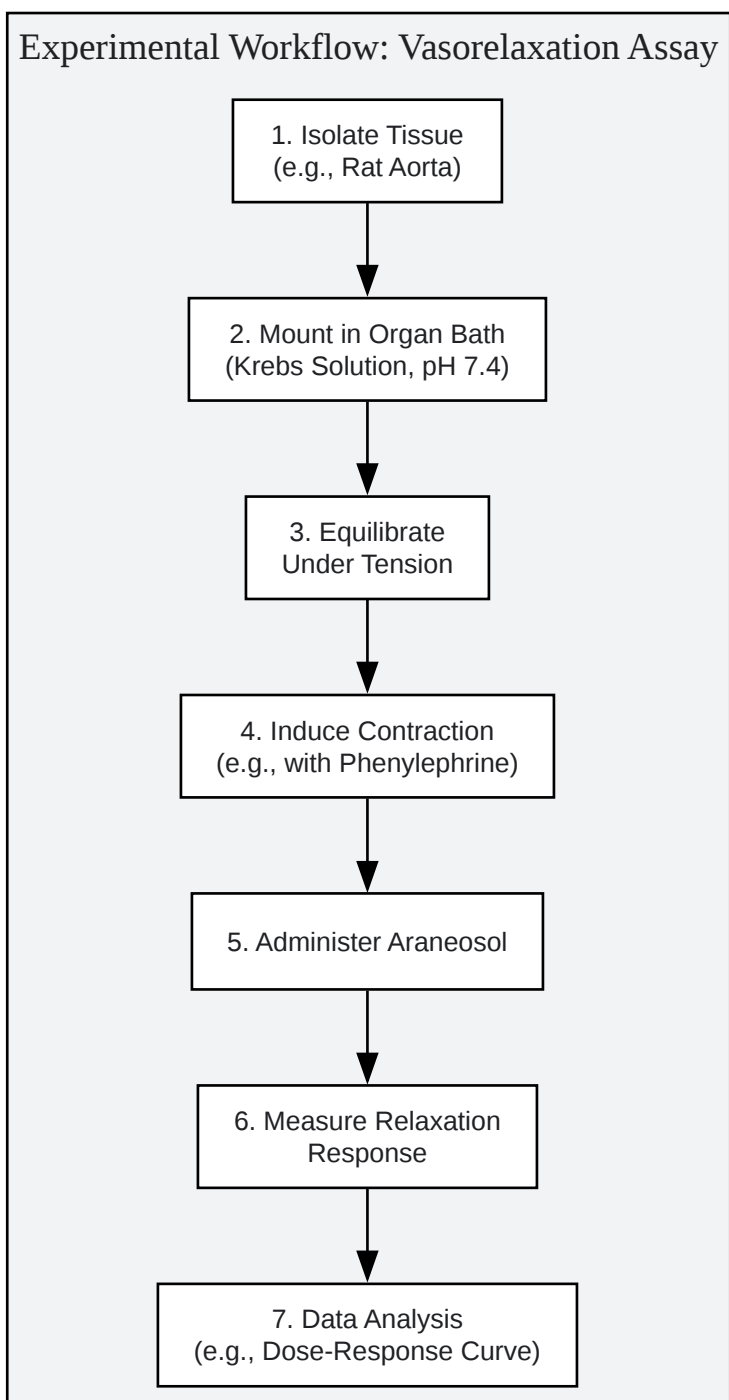 Experimental Workflow: Vasorelaxation Assay
1. Isolate Tissue
(e.g., Rat Aorta)
2. Mount in Organ Bath
(Krebs Solution, pH 7.4)
3. Equilibrate
Under Tension
4. Induce Contraction
(e.g., with Phenylephrine)
5. Administer Araneosol
6. Measure Relaxation
Response
7. Data Analysis
(e.g., Dose-Response Curve)